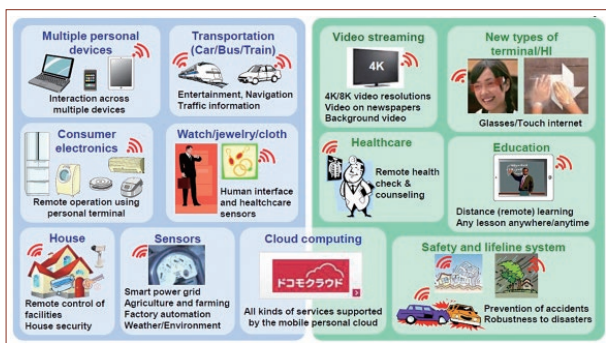 Multiple personal
devices
Interaction across
multiple devices
Transportation
(Car/Bus/Train)
Entertainment, Navigation
Traffic information
Consumer
electronics
Remote operation using
personal terminal
Watch/jewelry/cloth
Human interface
and healthcare
sensors
House
Remote control of
facilities
House security
Sensors
Smart power grid
Agriculture and farming
Factory automation
Weather/Environment
Cloud computing
ドコモクラウド
All kinds of services supported
by the mobile personal cloud
Video streaming
4K
4K/8K video resolutions
Video on newspapers
Background video
New types of
terminal/HI
Glasses/Touch internet
Healthcare
Remote health
check &
counseling
Education
Distance (remote) learning
Any lesson anywhere/anytime
Safety and lifeline system
Prevention of accidents
Robustness to disasters